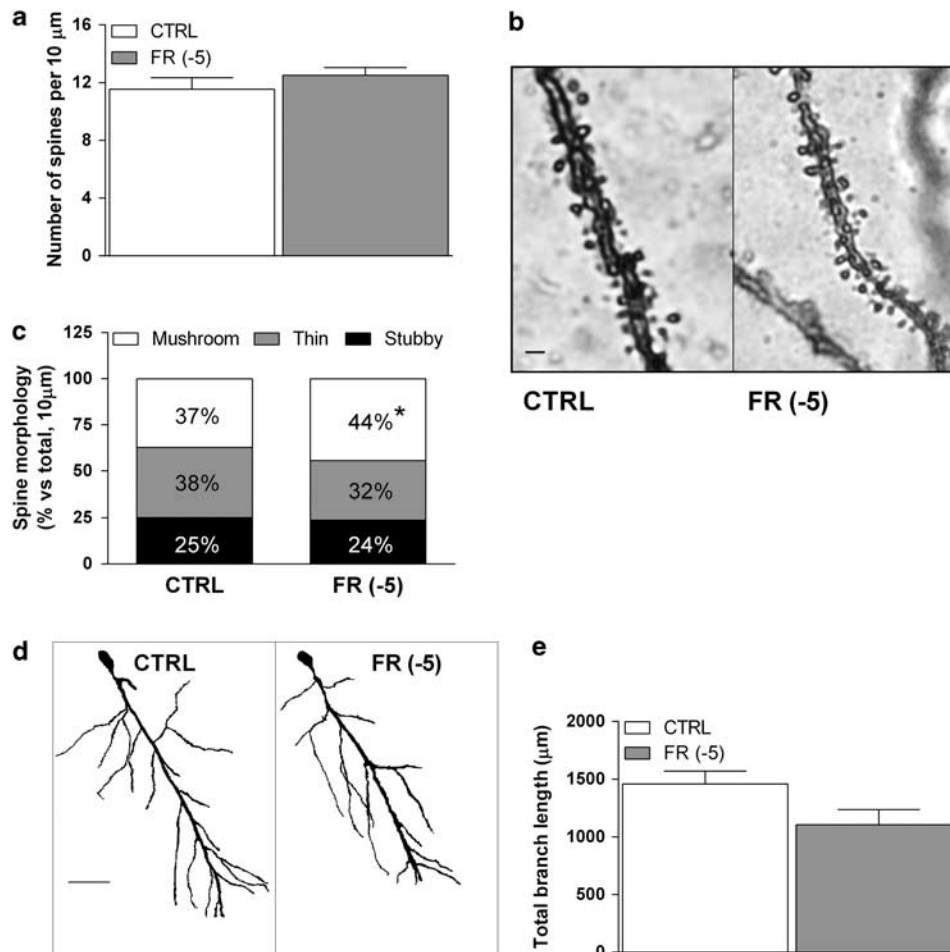 a
Number of spines per 10 μm
16
12
8
4
0
CTRL
FR (-5)
b
CTRL
FR (-5)
c
Spine morphology
(% vs total, 10μm)
125
100
75
50
25
0
Mushroom Thin Stubby
37%
38%
25%
44%*
32%
24%
CTRL
FR (-5)
d
CTRL
FR (-5)
e
Total branch length (μm)
2000
1500
1000
500
0
CTRL
FR (-5)